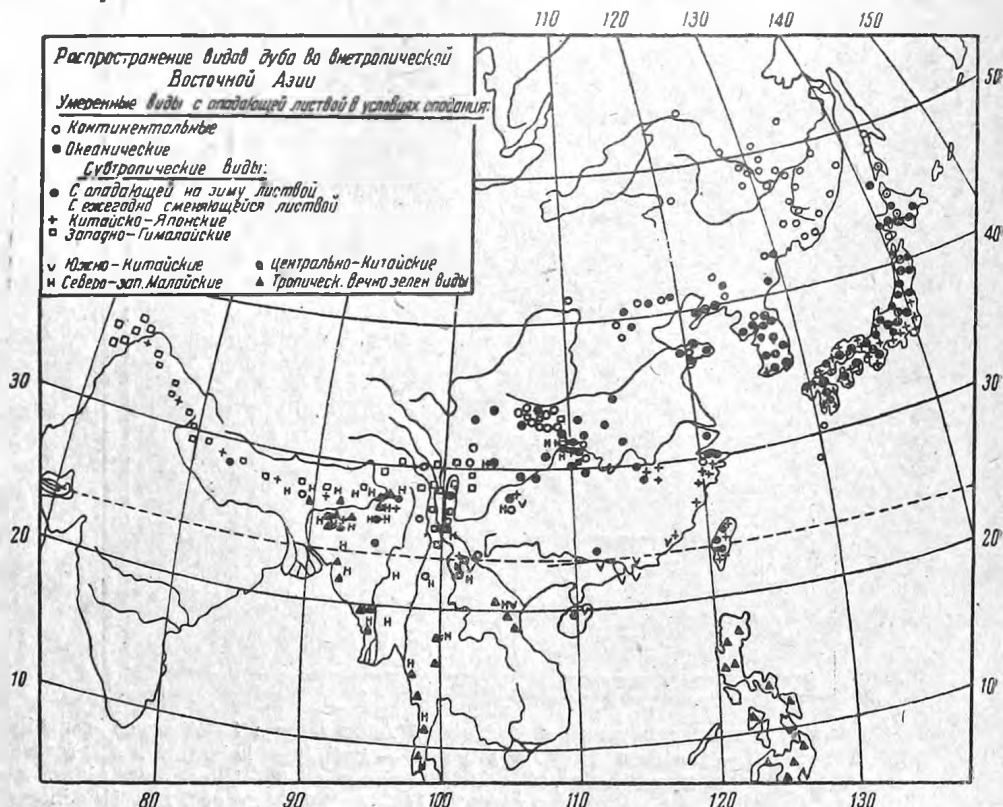 110 120 130 140 150
Распространение видов дуба во внетропической
Восточной Азии
Умеренные виды с опадающей листвой в условиях опадания:
Континентальные
Океанические
Субтропические виды:
С опадающей на зиму листвой
С ежегодно сменяющейся листвой
+ Китайско-Японские
Западно-Гималайские
v Южно-Китайские
Центрально-Китайские
н Северо-зап. Малайские
Тропическ. вечно зелен виды
50°
40°
30
30°
20
20°
10
10°
80 90 100 110 120 130